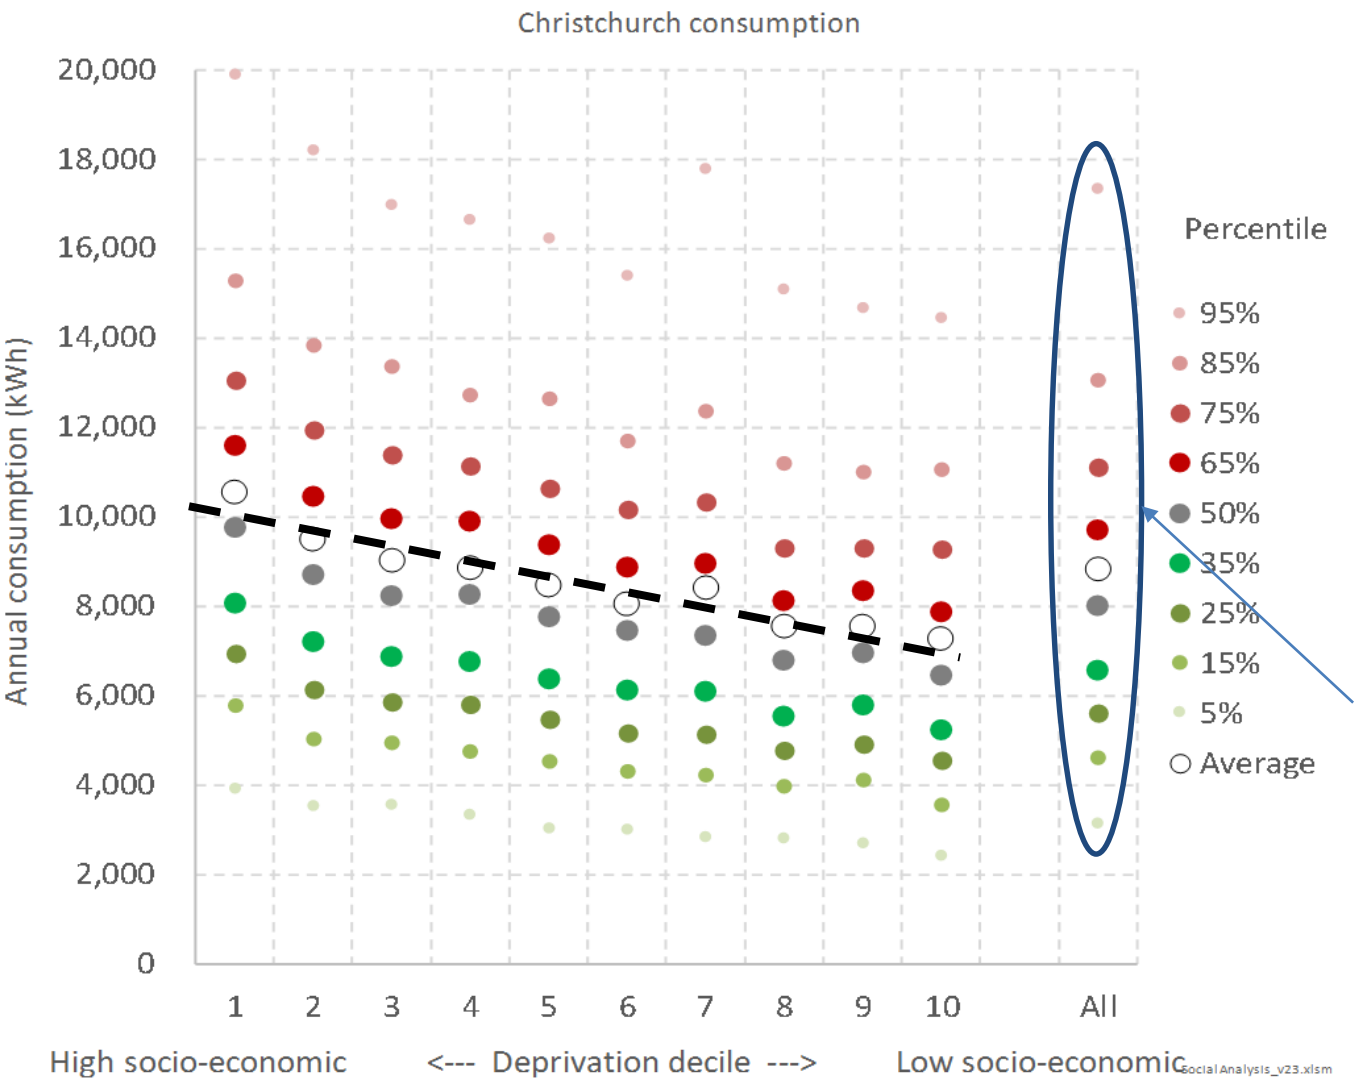 Christchurch consumption
20,000
18,000
16,000
14,000
12,000
10,000
8,000
6,000
4,000
2,000
0
Annual consumption (kWh)
1 2 3 4 5 6 7 8 9 10 All
High socio-economic <--- Deprivation decile ---> Low socio-economic
Percentile
95%
85%
75%
65%
50%
35%
25%
15%
5%
Average
Social Analysis_v23.xlsm